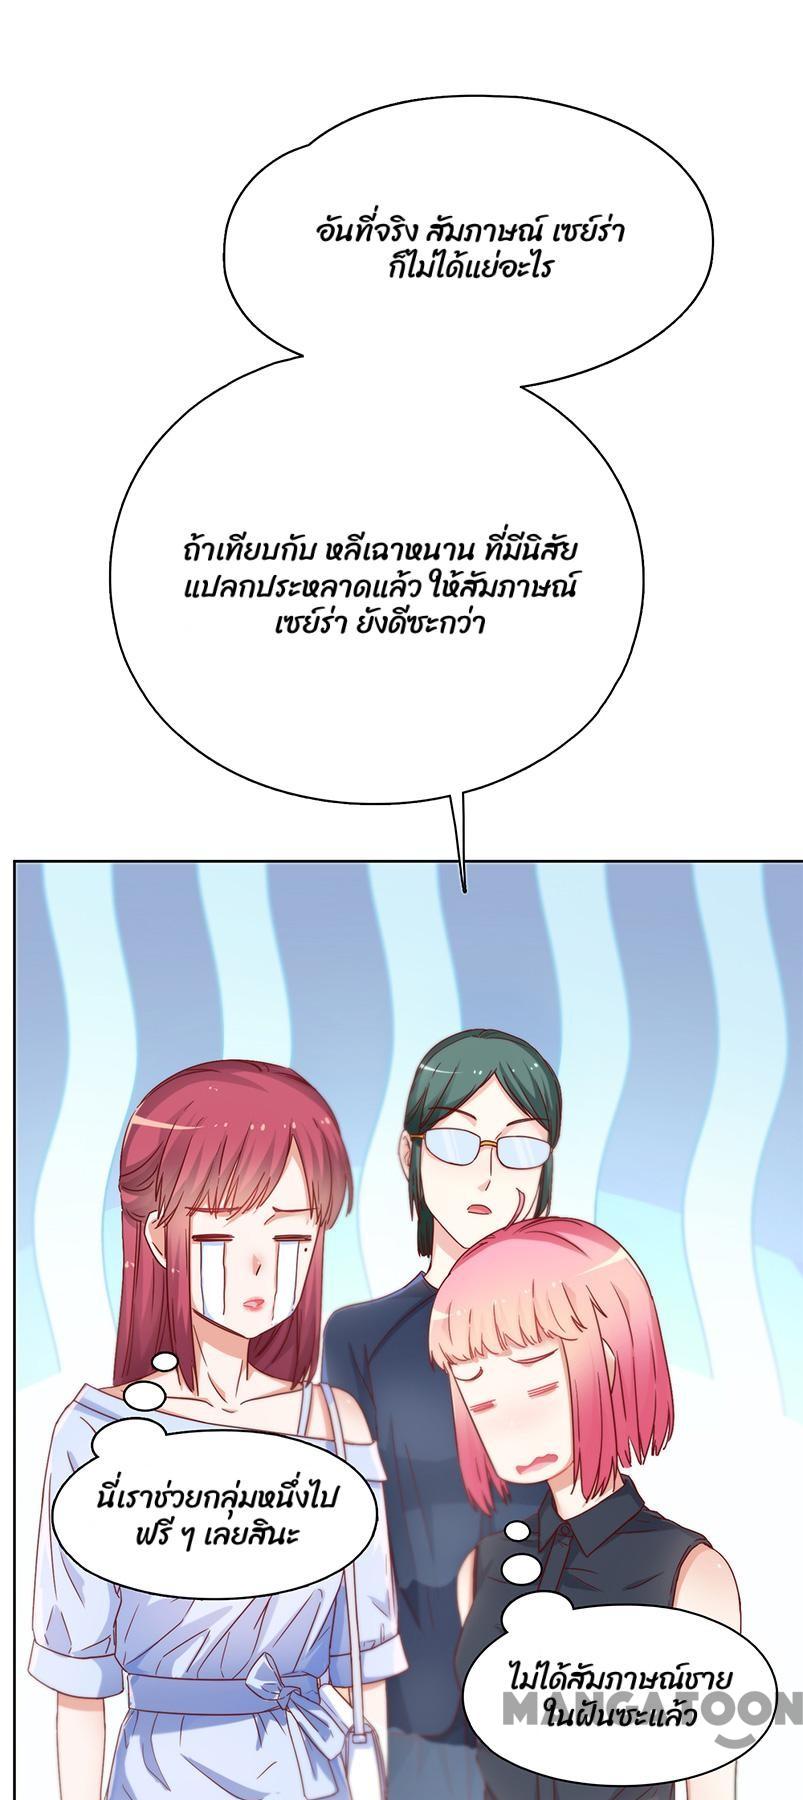 อันที่จริง สัมภาษณ์ เซย์ร่า
ก็ไม่ได้แย่อะไร
ถ้าเทียบกับ หลีเฉาหนาน ที่มีนิสัย
แปลกประหลาดแล้ว ให้สัมภาษณ์
เซย์ร่า ยังดีซะกว่า
นี่เราช่วยกลุ่มหนึ่งไป
ฟรี ๆ เลยสินะ
ไม่ได้สัมภาษณ์ชาย
ในฝันซะแล้ว
MANGATOON